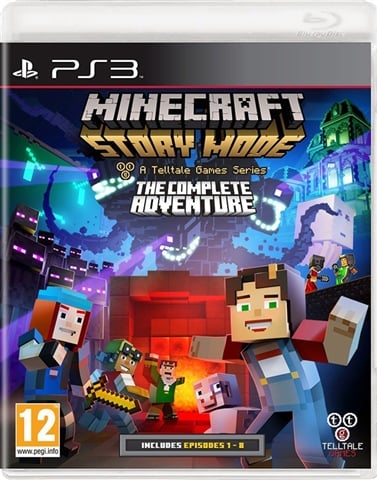 Blu-ray Disc
PS3
MINECRAFT
STORY MODE
A Telltale Games Series
THE COMPLETE
ADVENTURE
12
www.pegi.info
INCLUDES EPISODES 1 - 8
TELLTALE
GAMES